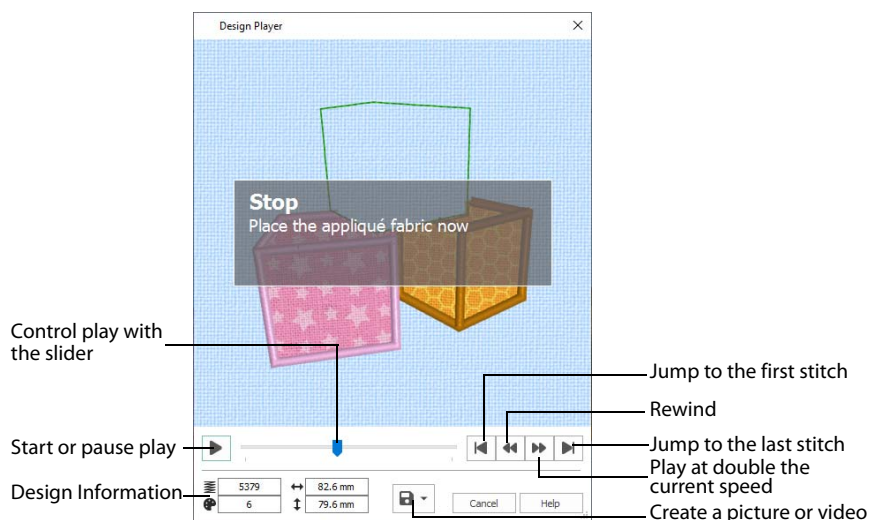 Design Player
Stop
Place the appliqué fabric now
Control play with
the slider
Jump to the first stitch
Rewind
Start or pause play
Jump to the last stitch
Play at double the
current speed
Design Information
5379
82.6 mm
6
79.6 mm
Cancel
Help
Create a picture or video